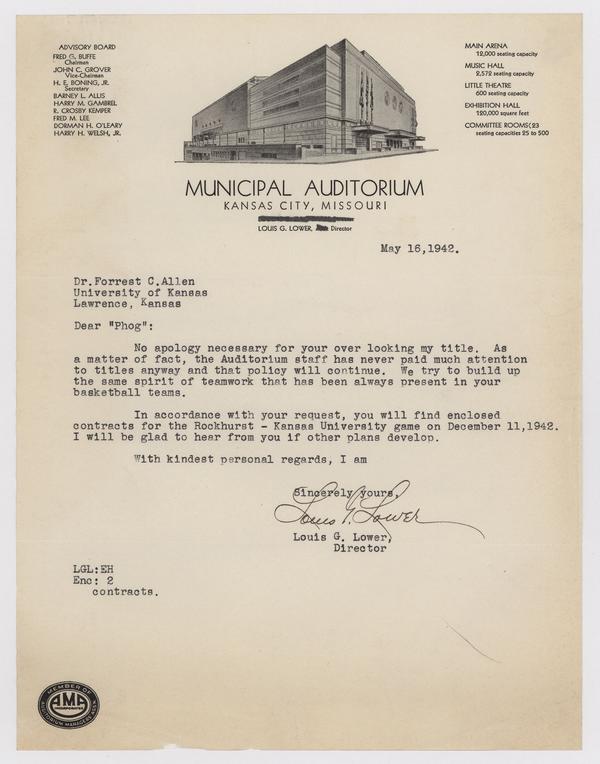 ADVISORY BOARD
FRED G. BUFFE
Chairman
JOHN C. GROVER
Vice-Chairman
H. E. BONING, JR.
Secretary
BARNEY L. ALLIS
HARRY M. GAMBREL
R. CROSBY KEMPER
FRED M. LEE
DORMAN H. O'LEARY
HARRY H. WELSH, JR.
MAIN ARENA
12,000 seating capacity
MUSIC HALL
2,572 seating capacity
LITTLE THEATRE
600 seating capacity
EXHIBITION HALL
120,000 square feet
COMMITTEE ROOMS(23
seating capacities 25 to 500
MUNICIPAL AUDITORIUM
KANSAS CITY, MISSOURI
LOUIS G. LOWER, Director
May 16,1942.
Dr.Forrest C.Allen
University of Kansas
Lawrence, Kansas
Dear "Phog":
No apology necessary for your over looking my title. As
a matter of fact, the Auditorium staff has never paid much attention
to titles anyway and that policy will continue. We try to build up
the same spirit of teamwork that has been always present in your
basketball teams.
In accordance with your request, you will find enclosed
contracts for the Rockhurst - Kansas University game on December 11,1942.
I will be glad to hear from you if other plans develop.
With kindest personal regards, I am
Sincerely yours,
Louis G. Lower
Louis G. Lower,
Director
LGL:EH
Enc: 2
contracts.
MEMBER OF
AMA
INCORPORATED
AUDITORIUM MANAGERS ASSN